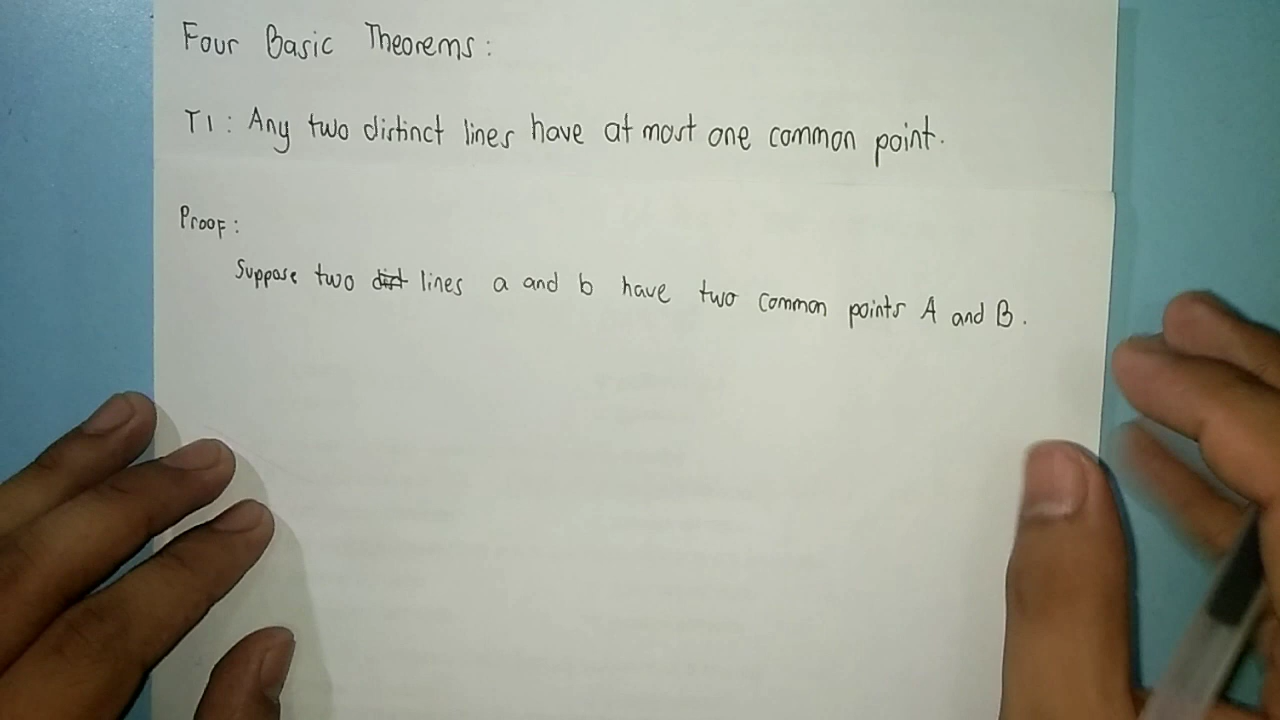 Four Basic Theorems:
T1: Any two distinct lines have at most one common point.
Proof:
Suppose two lines a and b have two common points A and B.